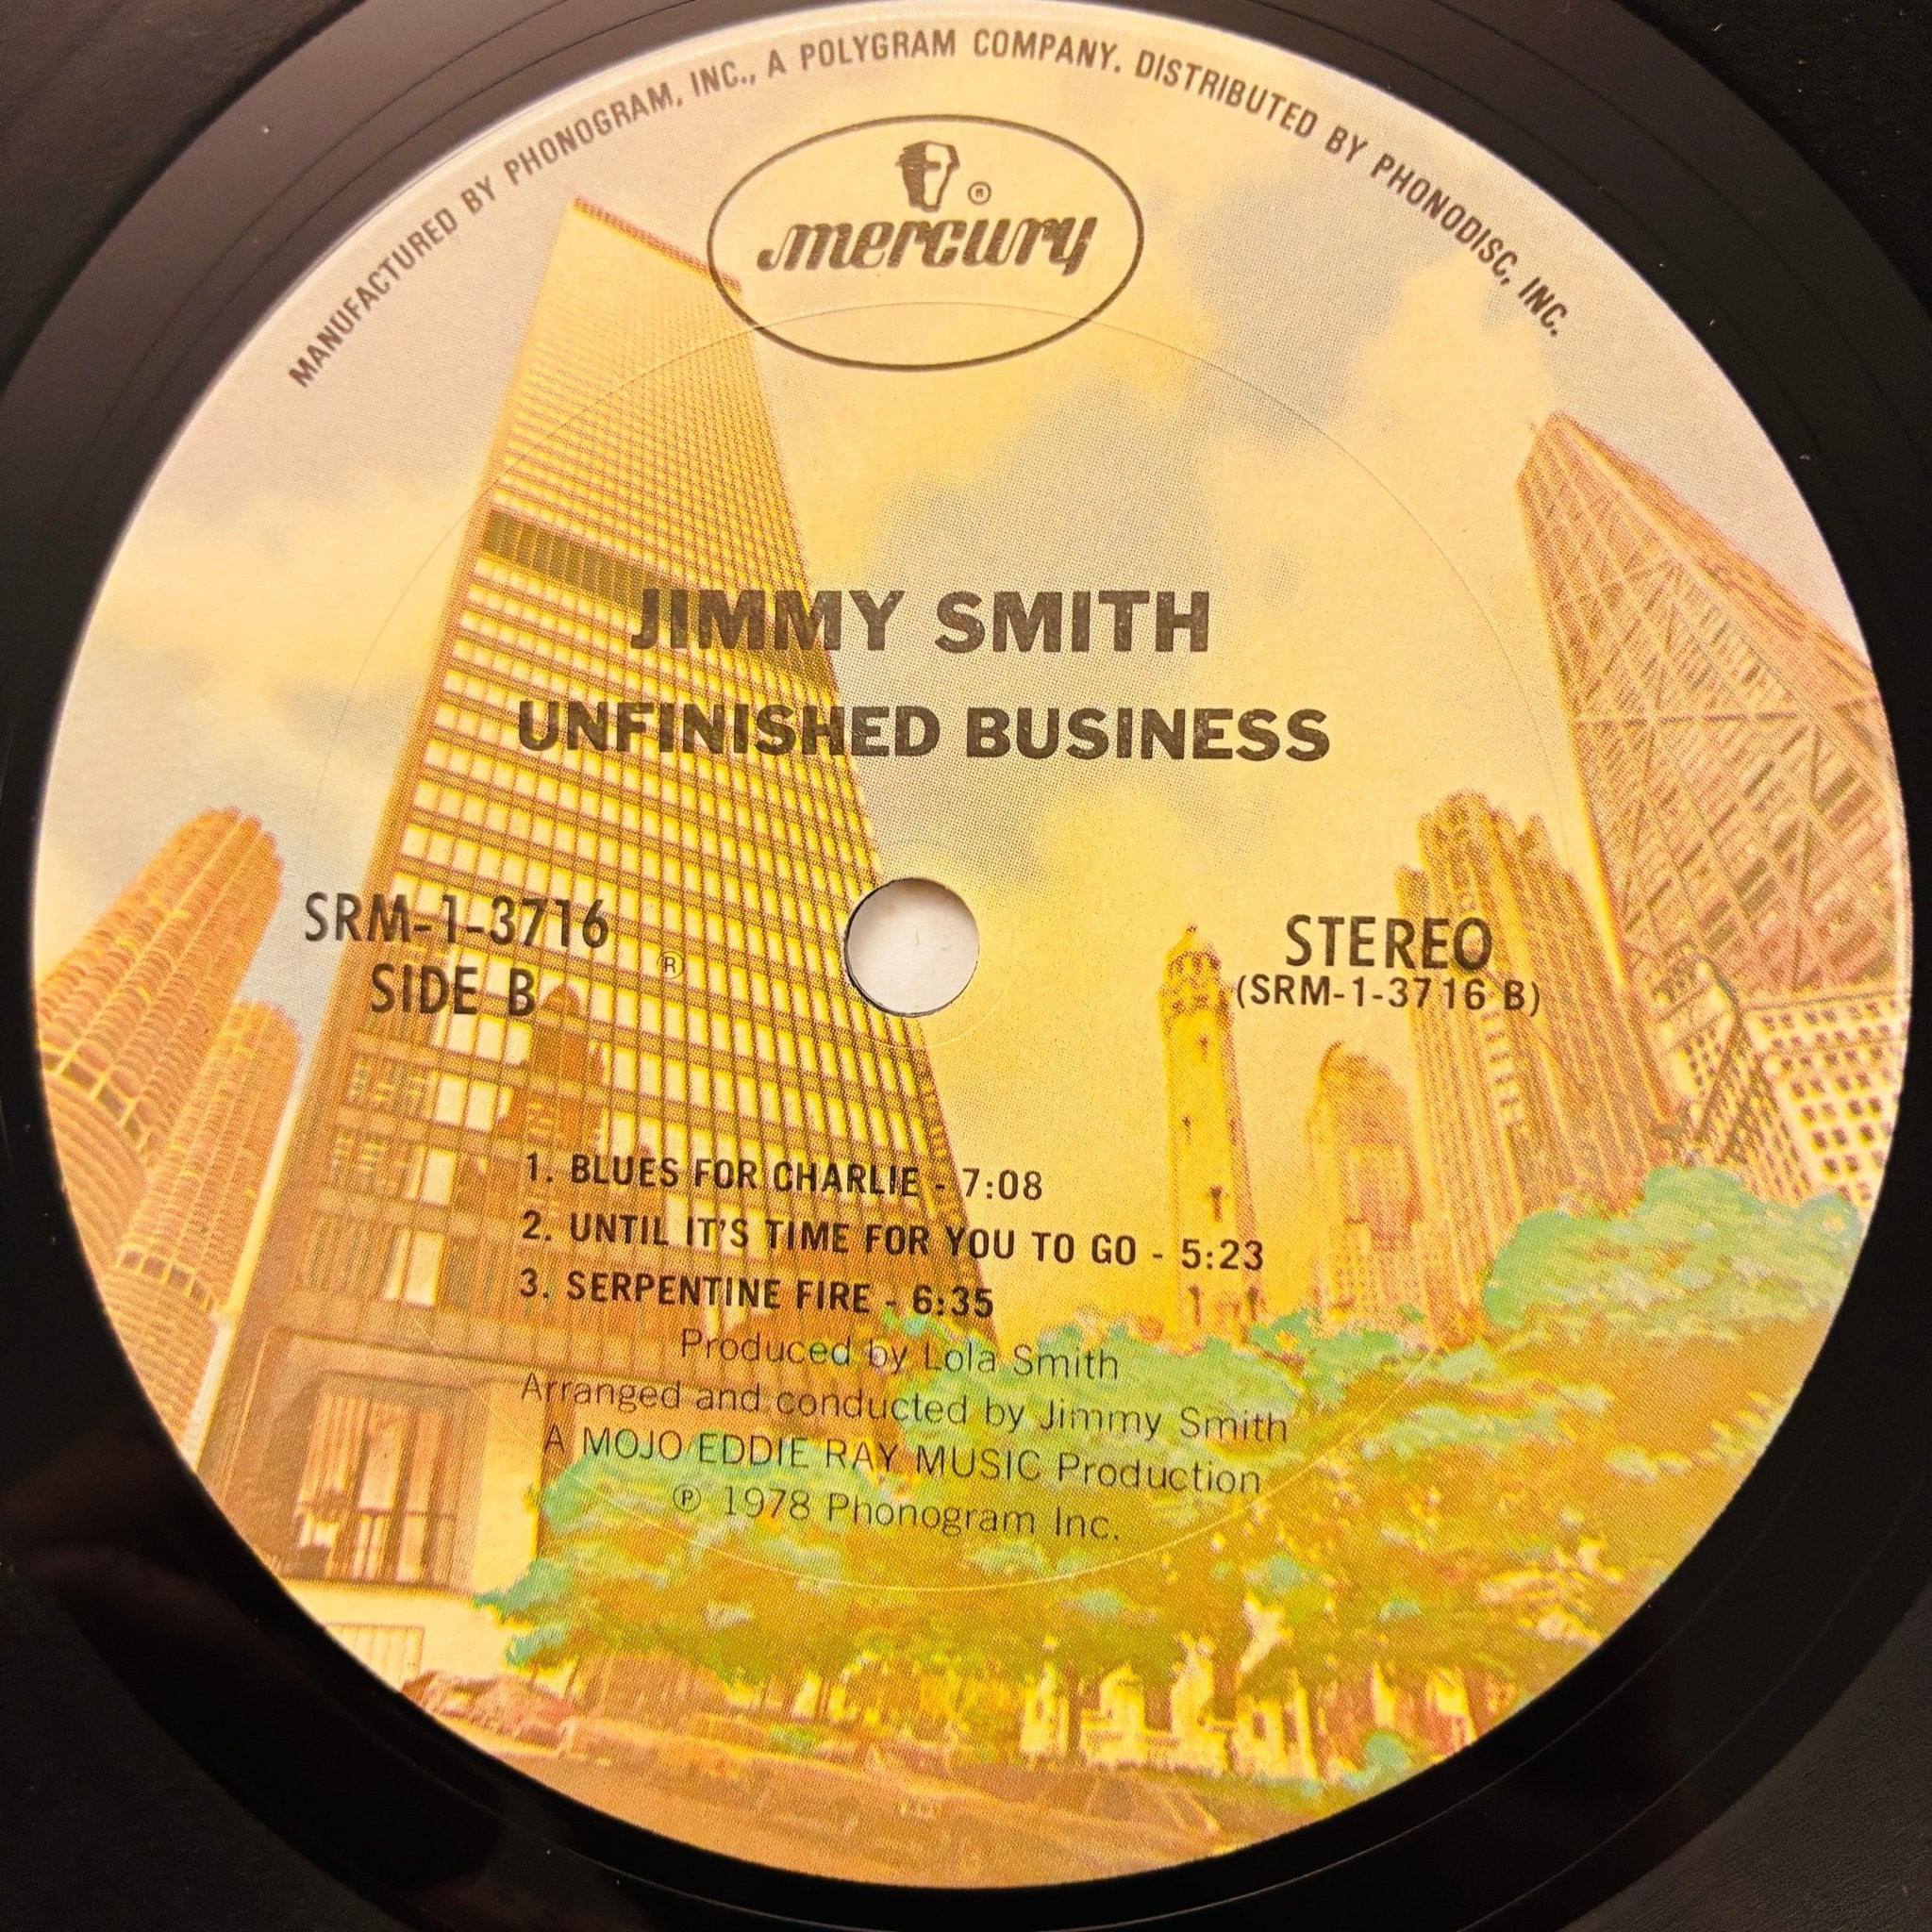 MANUFACTURED BY PHONOGRAM, INC., A POLYGRAM COMPANY. DISTRIBUTED BY PHONODISC, INC.
®
mercury
JIMMY SMITH
UNFINISHED BUSINESS
SRM-1-3716
®
SIDE B
STEREO
(SRM-1-3716 B)
1. BLUES FOR CHARLIE - 7:08
2. UNTIL IT'S TIME FOR YOU TO GO - 5:23
3. SERPENTINE FIRE - 6:35
Produced by Lola Smith
Arranged and conducted by Jimmy Smith
A MOJO EDDIE RAY MUSIC Production
℗ 1978 Phonogram Inc.